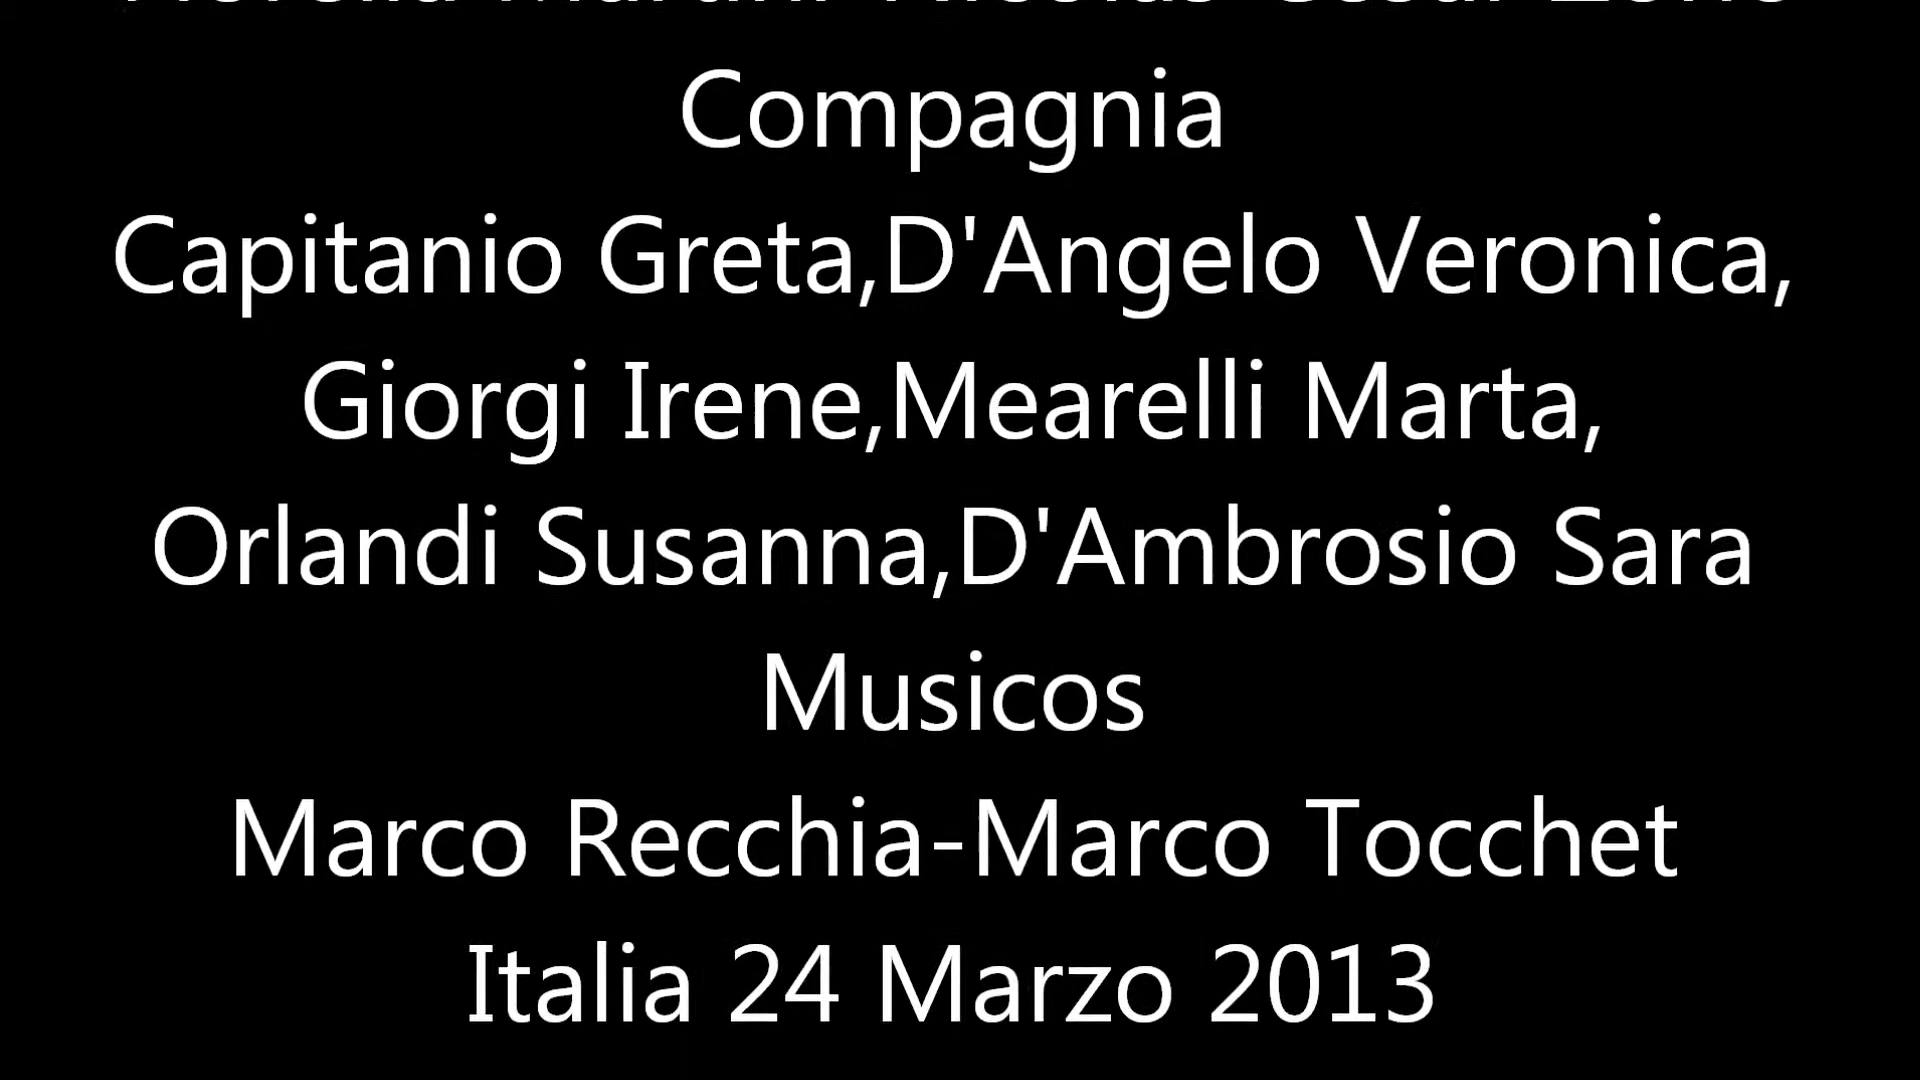 Compagnia
Capitanio Greta,D'Angelo Veronica,
Giorgi Irene,Mearelli Marta,
Orlandi Susanna,D'Ambrosio Sara
Musicos
Marco Recchia-Marco Tocchet
Italia 24 Marzo 2013